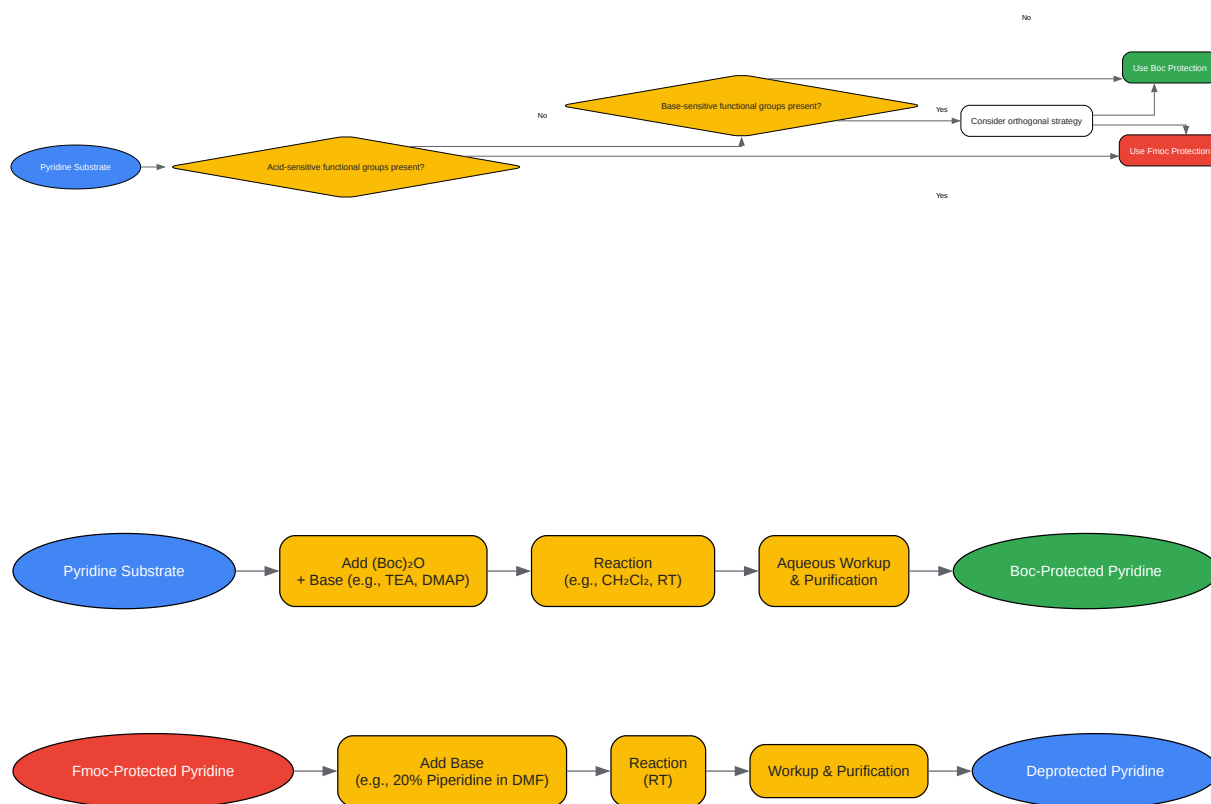 No
Use Boc Protection
Base-sensitive functional groups present?
Yes
No
Consider orthogonal strategy
Use Fmoc Protection
Pyridine Substrate
Acid-sensitive functional groups present?
Yes
Pyridine Substrate
Add (Boc)₂O
+ Base (e.g., TEA, DMAP)
Reaction
(e.g., CH₂Cl₂, RT)
Aqueous Workup
& Purification
Boc-Protected Pyridine
Fmoc-Protected Pyridine
Add Base
(e.g., 20% Piperidine in DMF)
Reaction
(RT)
Workup & Purification
Deprotected Pyridine